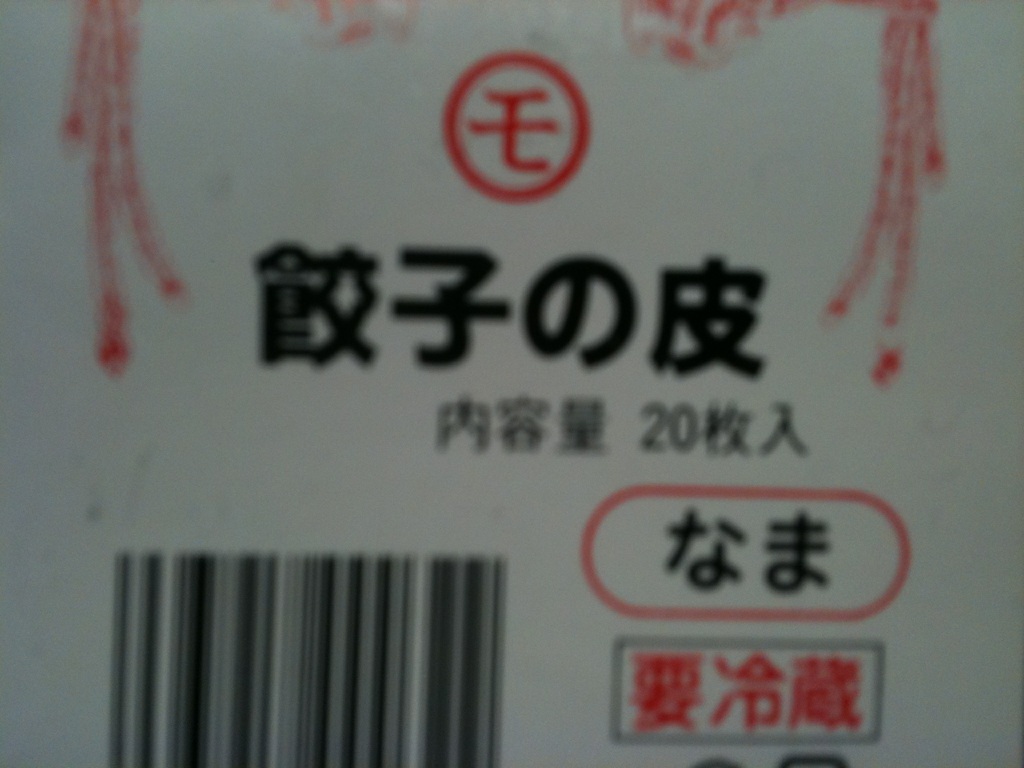 モ
餃子の皮
内容量 20枚入
なま
要冷蔵